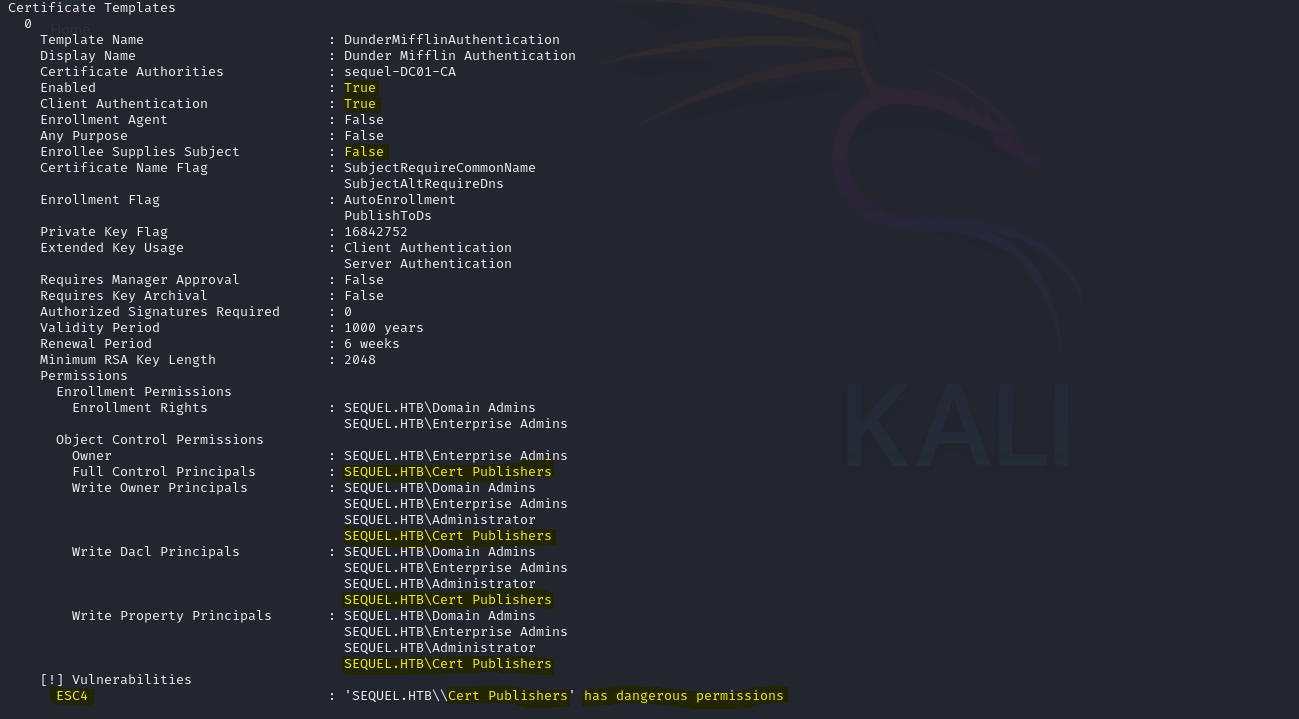 Certificate Templates
0
Template Name : DunderMifflinAuthentication
Display Name : Dunder Mifflin Authentication
Certificate Authorities : sequel-DC01-CA
Enabled : True
Client Authentication : True
Enrollment Agent : False
Any Purpose : False
Enrollee Supplies Subject : False
Certificate Name Flag : SubjectRequireCommonName
SubjectAltRequireDns
Enrollment Flag : AutoEnrollment
PublishToDs
Private Key Flag : 16842752
Extended Key Usage : Client Authentication
Server Authentication
Requires Manager Approval : False
Requires Key Archival : False
Authorized Signatures Required : 0
Validity Period : 1000 years
Renewal Period : 6 weeks
Minimum RSA Key Length : 2048
Permissions
Enrollment Permissions
Enrollment Rights : SEQUEL.HTB\Domain Admins
SEQUEL.HTB\Enterprise Admins
Object Control Permissions
Owner : SEQUEL.HTB\Enterprise Admins
Full Control Principals : SEQUEL.HTB\Cert Publishers
Write Owner Principals : SEQUEL.HTB\Domain Admins
SEQUEL.HTB\Enterprise Admins
SEQUEL.HTB\Administrator
SEQUEL.HTB\Cert Publishers
Write Dacl Principals : SEQUEL.HTB\Domain Admins
SEQUEL.HTB\Enterprise Admins
SEQUEL.HTB\Administrator
SEQUEL.HTB\Cert Publishers
Write Property Principals : SEQUEL.HTB\Domain Admins
SEQUEL.HTB\Enterprise Admins
SEQUEL.HTB\Administrator
SEQUEL.HTB\Cert Publishers
[!] Vulnerabilities
ESC4 : 'SEQUEL.HTB\\Cert Publishers' has dangerous permissions
KALI
Home